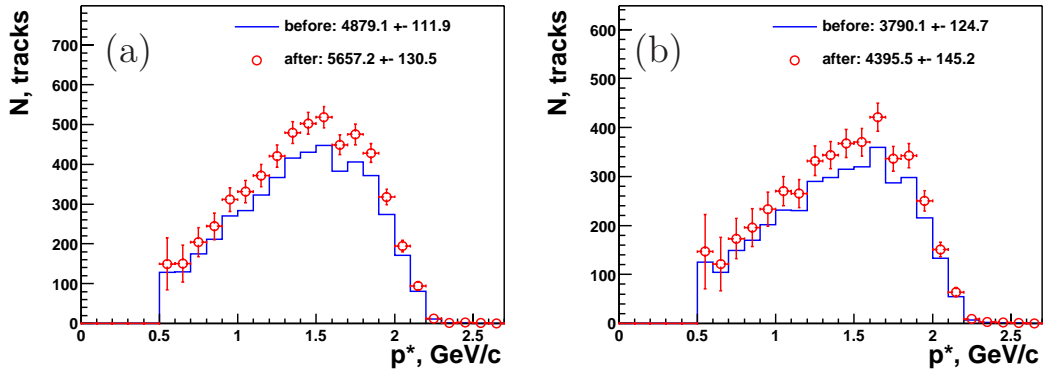 (a)
before: 4879.1 +- 111.9
after: 5657.2 +- 130.5
N, tracks
700
600
500
400
300
200
100
0
0 0.5 1 1.5 2 2.5
p*, GeV/c
(b)
before: 3790.1 +- 124.7
after: 4395.5 +- 145.2
N, tracks
600
500
400
300
200
100
0
0 0.5 1 1.5 2 2.5
p*, GeV/c